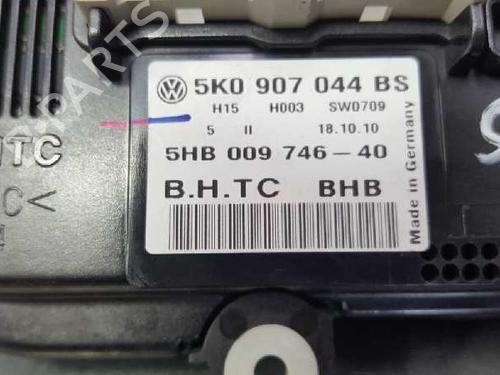 5K0 907 044 BS
H15 H003 SW0709
5 II 18.10.10
5HB 009 746-40
B.H.TC BHB
Made in Germany
HTC
C<